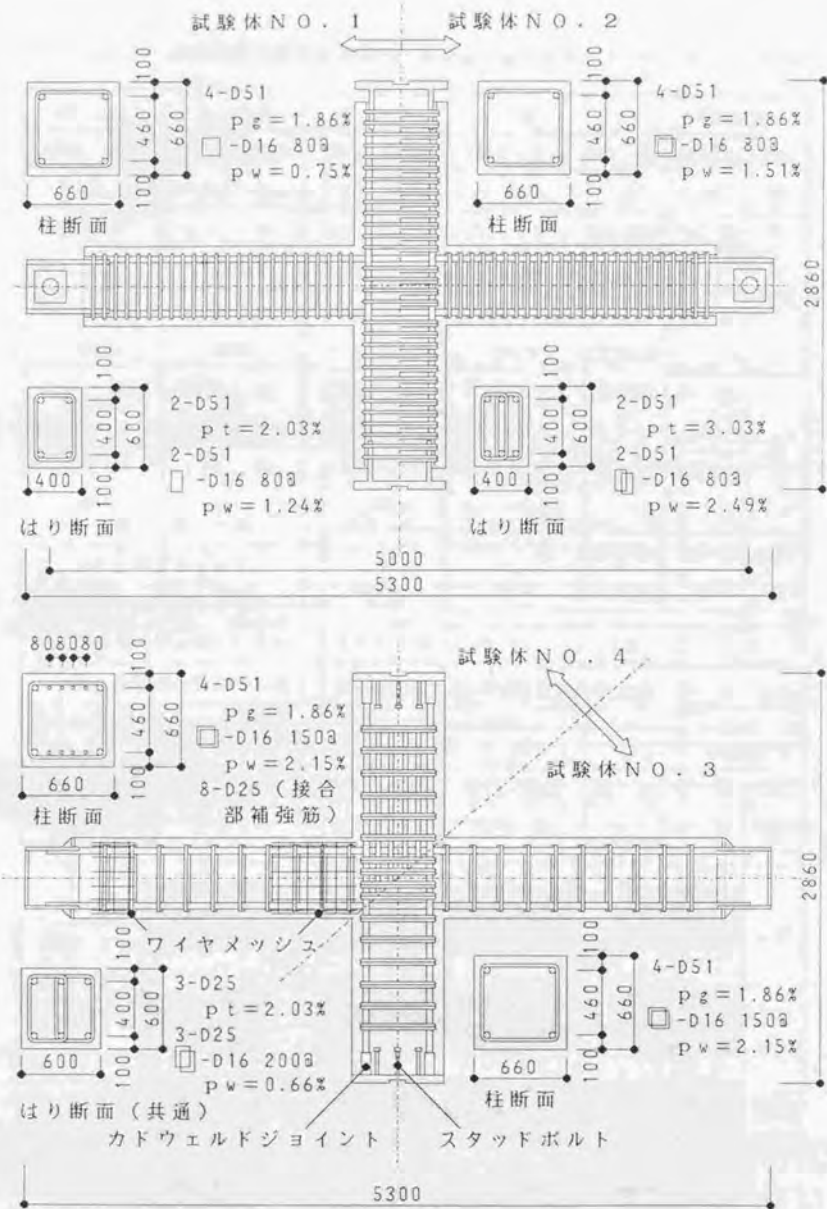 試験体NO.1
試験体NO.2
100
460
660
100
660
柱断面
4-D51
pg=1.86%
□-D16 80@
pw=0.75%
100
460
660
100
660
柱断面
4-D51
pg=1.86%
-D16 80@
pw=1.51%
2860
100
400
600
100
400
はり断面
2-D51
pt=2.03%
2-D51
-D16 80@
pw=1.24%
100
400
600
100
400
はり断面
2-D51
pt=3.03%
2-D51
-D16 80@
pw=2.49%
5000
5300
試験体NO.4
試験体NO.3
80808080
100
460
660
100
660
柱断面
4-D51
pg=1.86%
-D16 150@
pw=2.15%
8-D25(接合
部補強筋)
2860
ワイヤメッシュ
100
400
600
100
600
はり断面(共通)
3-D25
pt=2.03%
3-D25
-D16 200@
pw=0.66%
100
460
660
100
660
柱断面
4-D51
pg=1.86%
-D16 150@
pw=2.15%
カドウェルドジョイント
スタッドボルト
5300